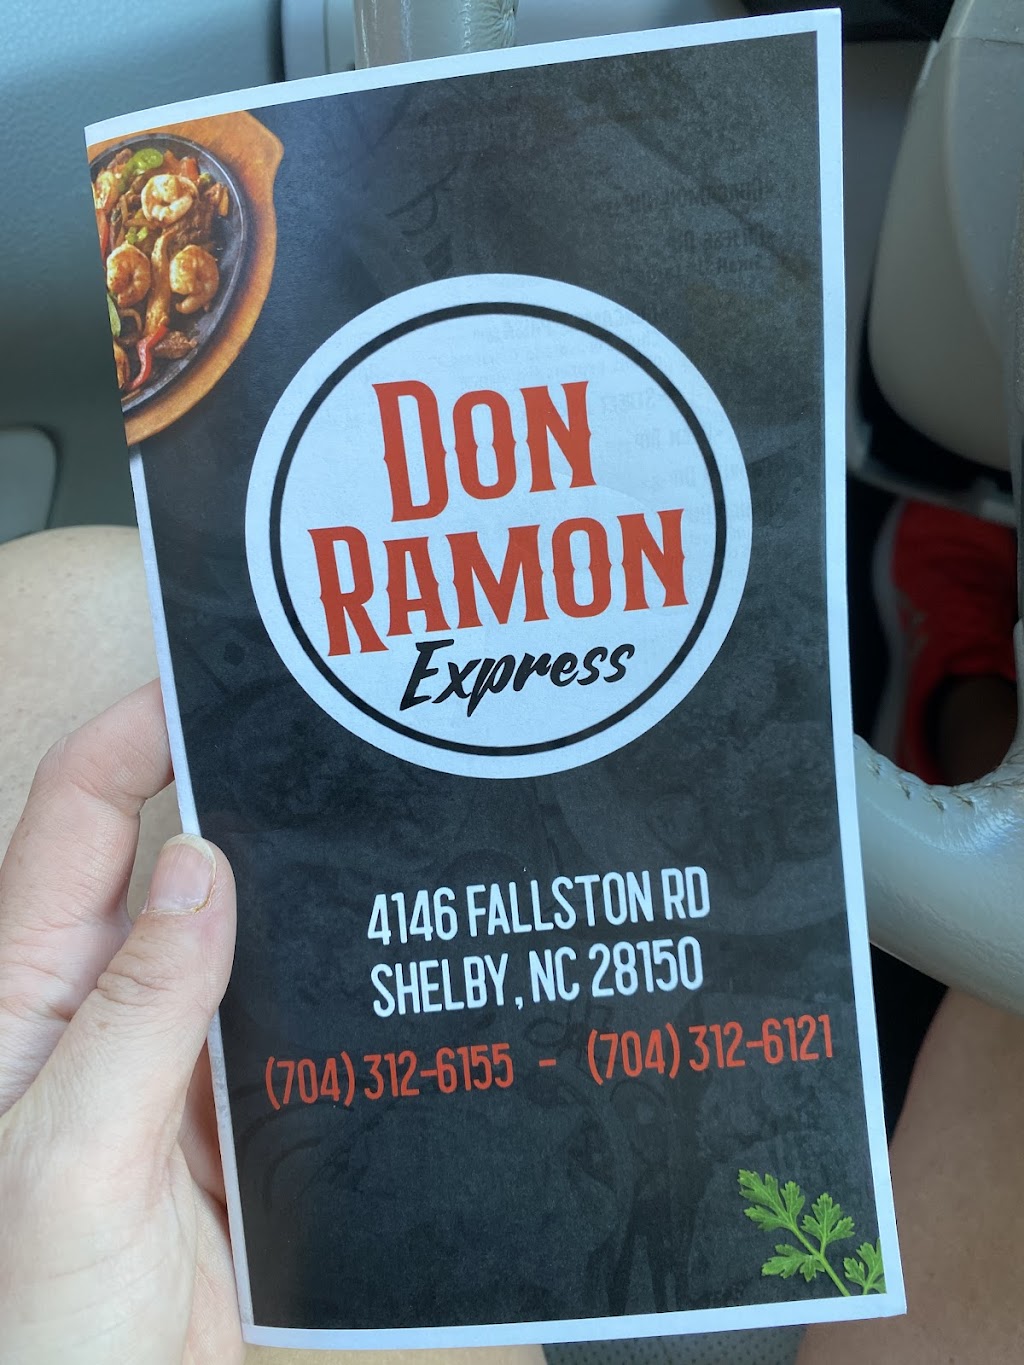 DON
RAMON
Express
4146 FALLSTON RD
SHELBY, NC 28150
(704) 312-6155 - (704) 312-6121